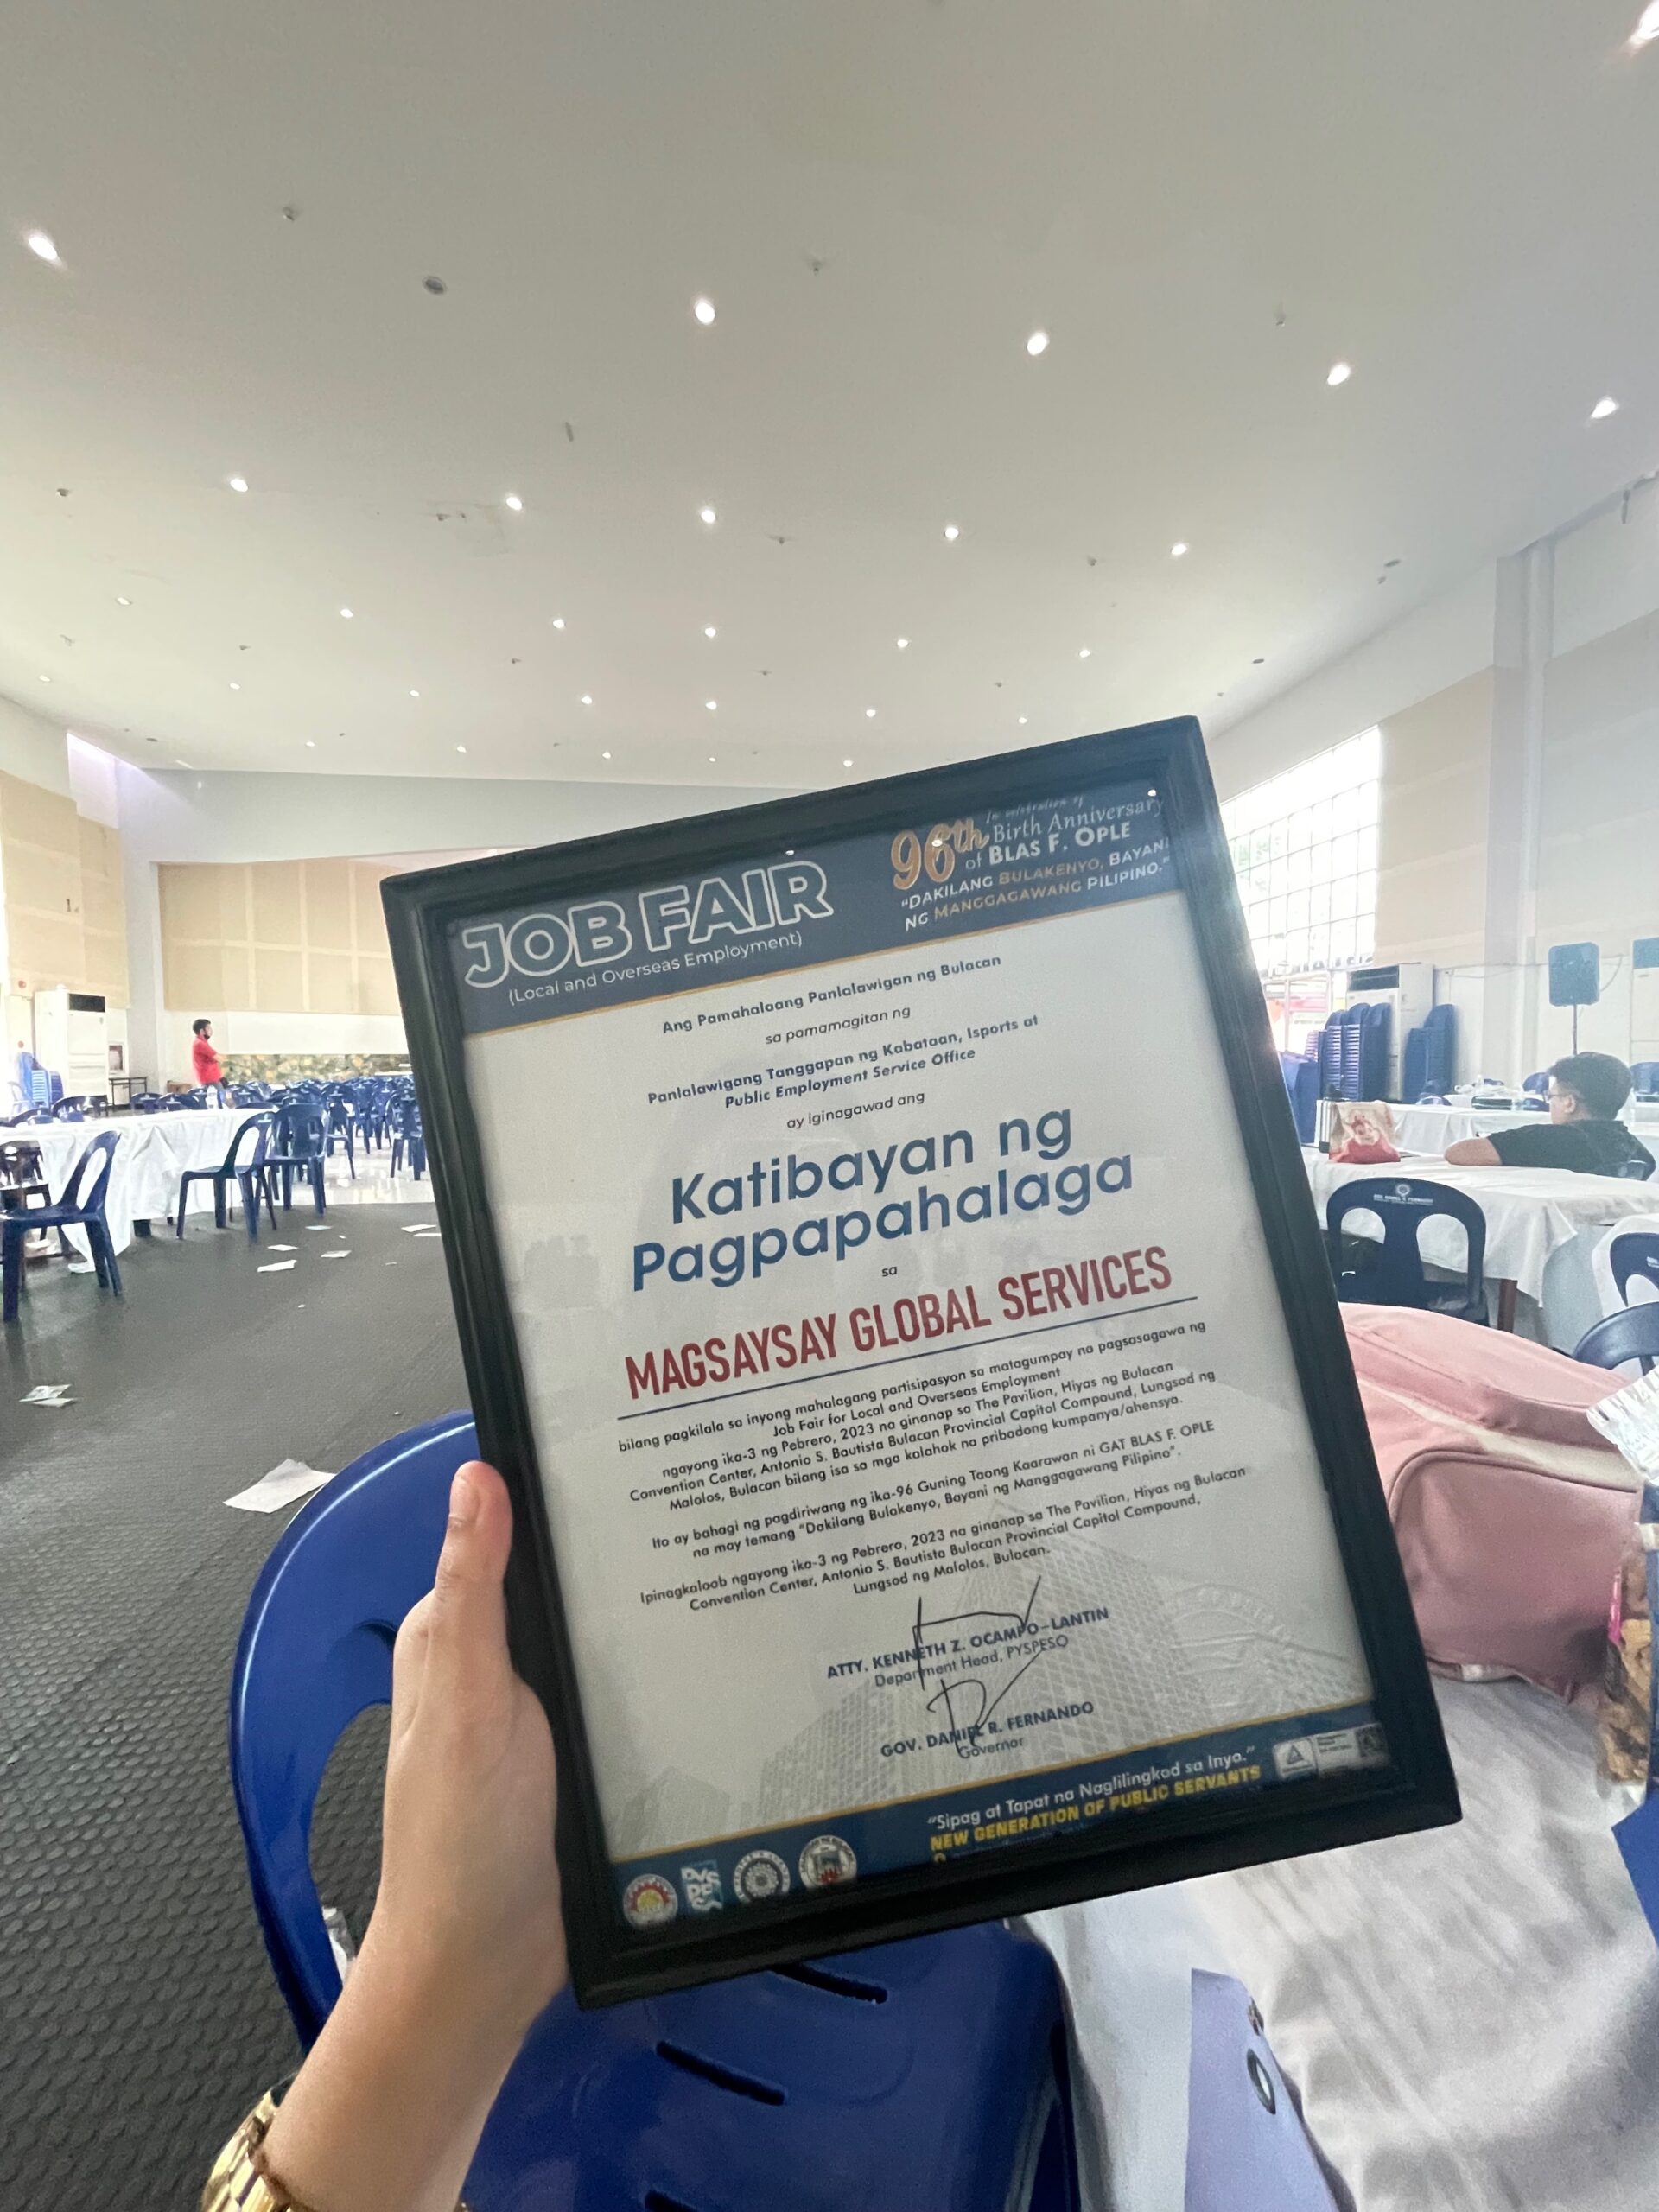 JOB FAIR
(Local and Overseas Employment)
96th
In celebration of
Birth Anniversary
of BLAS F. OPLE
"DAKILANG BULAKENYO, BAYANI
NG MANGGAGAWANG PILIPINO."
Ang Pamahalaang Panlalawigan ng Bulacan
sa pamamagitan ng
Panlalawigang Tanggapan ng Kabataan, Isports at
Public Employment Service Office
ay iginagawad ang
Katibayan ng
Pagpapahalaga
sa
MAGSAYSAY GLOBAL SERVICES
bilang pagkilala sa inyong mahalagang partisipasyon sa matagumpay na pagsasagawa ng
Job Fair for Local and Overseas Employment
ngayong ika-3 ng Pebrero, 2023 na ginanap sa The Pavilion, Hiyas ng Bulacan
Convention Center, Antonio S. Bautista Bulacan Provincial Capitol Compound, Lungsod ng
Malolos, Bulacan bilang isa sa mga kalahok na pribadong kumpanya/ahensya.
Ito ay bahagi ng pagdiriwang ng ika-96 Guning Taong Kaarawan ni GAT BLAS F. OPLE
na may temang "Dakilang Bulakenyo, Bayani ng Manggagawang Pilipino".
Ipinagkaloob ngayong ika-3 ng Pebrero, 2023 na ginanap sa The Pavilion, Hiyas ng Bulacan
Convention Center, Antonio S. Bautista Bulacan Provincial Capitol Compound,
Lungsod ng Malolos, Bulacan.
ATTY. KENNETH Z. OCAMPO-LANTIN
Department Head, PYSPESO
GOV. DANIEL R. FERNANDO
Governor
"Sipag at Tapat na Naglilingkod sa Inyo."
NEW GENERATION OF PUBLIC SERVANTS